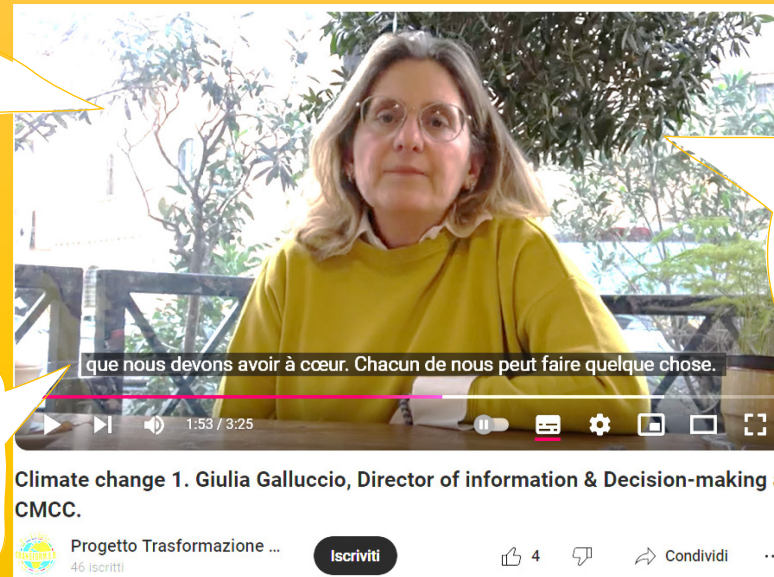 que nous devons avoir à cœur. Chacun de nous peut faire quelque chose.
1:53 / 3:25
Climate change 1. Giulia Galluccio, Director of information & Decision-making
CMCC.
Progetto Trasformazione ...
46 iscritti
Iscriviti
4
Condividi